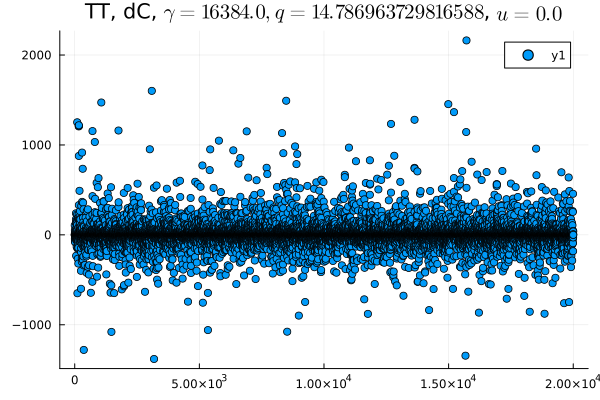 TT, dC, γ = 16384.0, q = 14.786963729816588, u = 0.0
y1
2000
1000
0
−1000
0 5.00×10³ 1.00×10⁴ 1.50×10⁴ 2.00×10⁴